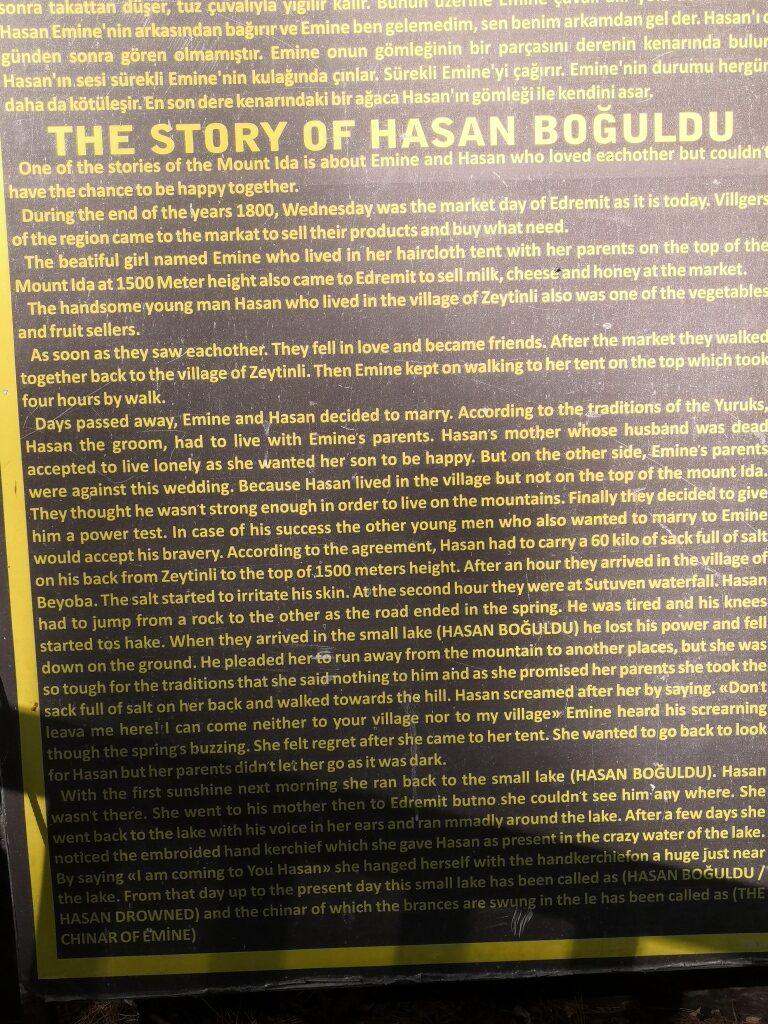 sonra takattan düşer, tuz çuvalıyla yığılır kalır. Bunun üzerine Emine çuvalı
Hasan Emine'nin arkasından bağırır ve Emine ben gelemedim, sen benim arkamdan gel der. Hasan'ı o
günden sonra gören olmamıştır. Emine onun gömleğinin bir parçasını derenin kenarında bulur
Hasan'ın sesi sürekli Emine'nin kulağında çınlar. Sürekli Emine'yi çağırır. Emine'nin durumu hergün
daha da kötüleşir. En son dere kenarındaki bir ağaca Hasan'ın gömleği ile kendini asar.
THE STORY OF HASAN BOĞULDU
One of the stories of the Mount Ida is about Emine and Hasan who loved eachother but couldn't
have the chance to be happy together.
During the end of the years 1800, Wednesday was the market day of Edremit as it is today. Villgers
of the region came to the markat to sell their products and buy what need.
The beatiful girl named Emine who lived in her haircloth tent with her parents on the top of the
Mount Ida at 1500 Meter height also came to Edremit to sell milk, cheese and honey at the market.
The handsome young man Hasan who lived in the village of Zeytinli also was one of the vegetables
and fruit sellers.
As soon as they saw eachother. They fell in love and became friends. After the market they walked
together back to the village of Zeytinli. Then Emine kept on walking to her tent on the top which took
four hours by walk.
Days passed away, Emine and Hasan decided to marry. According to the traditions of the Yuruks,
Hasan the groom, had to live with Emine's parents. Hasan's mother whose husband was dead
accepted to live lonely as she wanted her son to be happy. But on the other side, Emine's parents
were against this wedding. Because Hasan lived in the village but not on the top of the mount Ida.
They thought he wasn't strong enough in order to live on the mountains. Finally they decided to give
him a power test. In case of his success the other young men who also wanted to marry to Emine
would accept his bravery. According to the agreement, Hasan had to carry a 60 kilo of sack full of salt
on his back from Zeytinli to the top of 1500 meters height. After an hour they arrived in the village of
Beyoba. The salt started to irritate his skin. At the second hour they were at Sutuven waterfall. Hasan
had to jump from a rock to the other as the road ended in the spring. He was tired and his knees
started tos hake. When they arrived in the small lake (HASAN BOĞULDU) he lost his power and fell
down on the ground. He pleaded her to run away from the mountain to another places, but she was
so tough for the traditions that she said nothing to him and as she promised her parents she took the
sack full of salt on her back and walked towards the hill. Hasan screamed after her by saying. «Don't
leava me here! I can come neither to your village nor to my village» Emine heard his screarning
though the spring's buzzing. She felt regret after she came to her tent. She wanted to go back to look
for Hasan but her parents didn't let her go as it was dark.
With the first sunshine next morning she ran back to the small lake (HASAN BOĞULDU). Hasan
wasn't there. She went to his mother then to Edremit butno she couldn't see him any where. She
went back to the lake with his voice in her ears and ran mmadly around the lake. After a few days she
noticed the embroided hand kerchief which she gave Hasan as present in the crazy water of the lake.
By saying «I am coming to You Hasan» she hanged herself with the handkerchiefon a huge just near
the lake. From that day up to the present day this small lake has been called as (HASAN BOĞULDU /
HASAN DROWNED) and the chinar of which the brances are swung in the le has been called as (THE
CHINAR OF EMİNE)